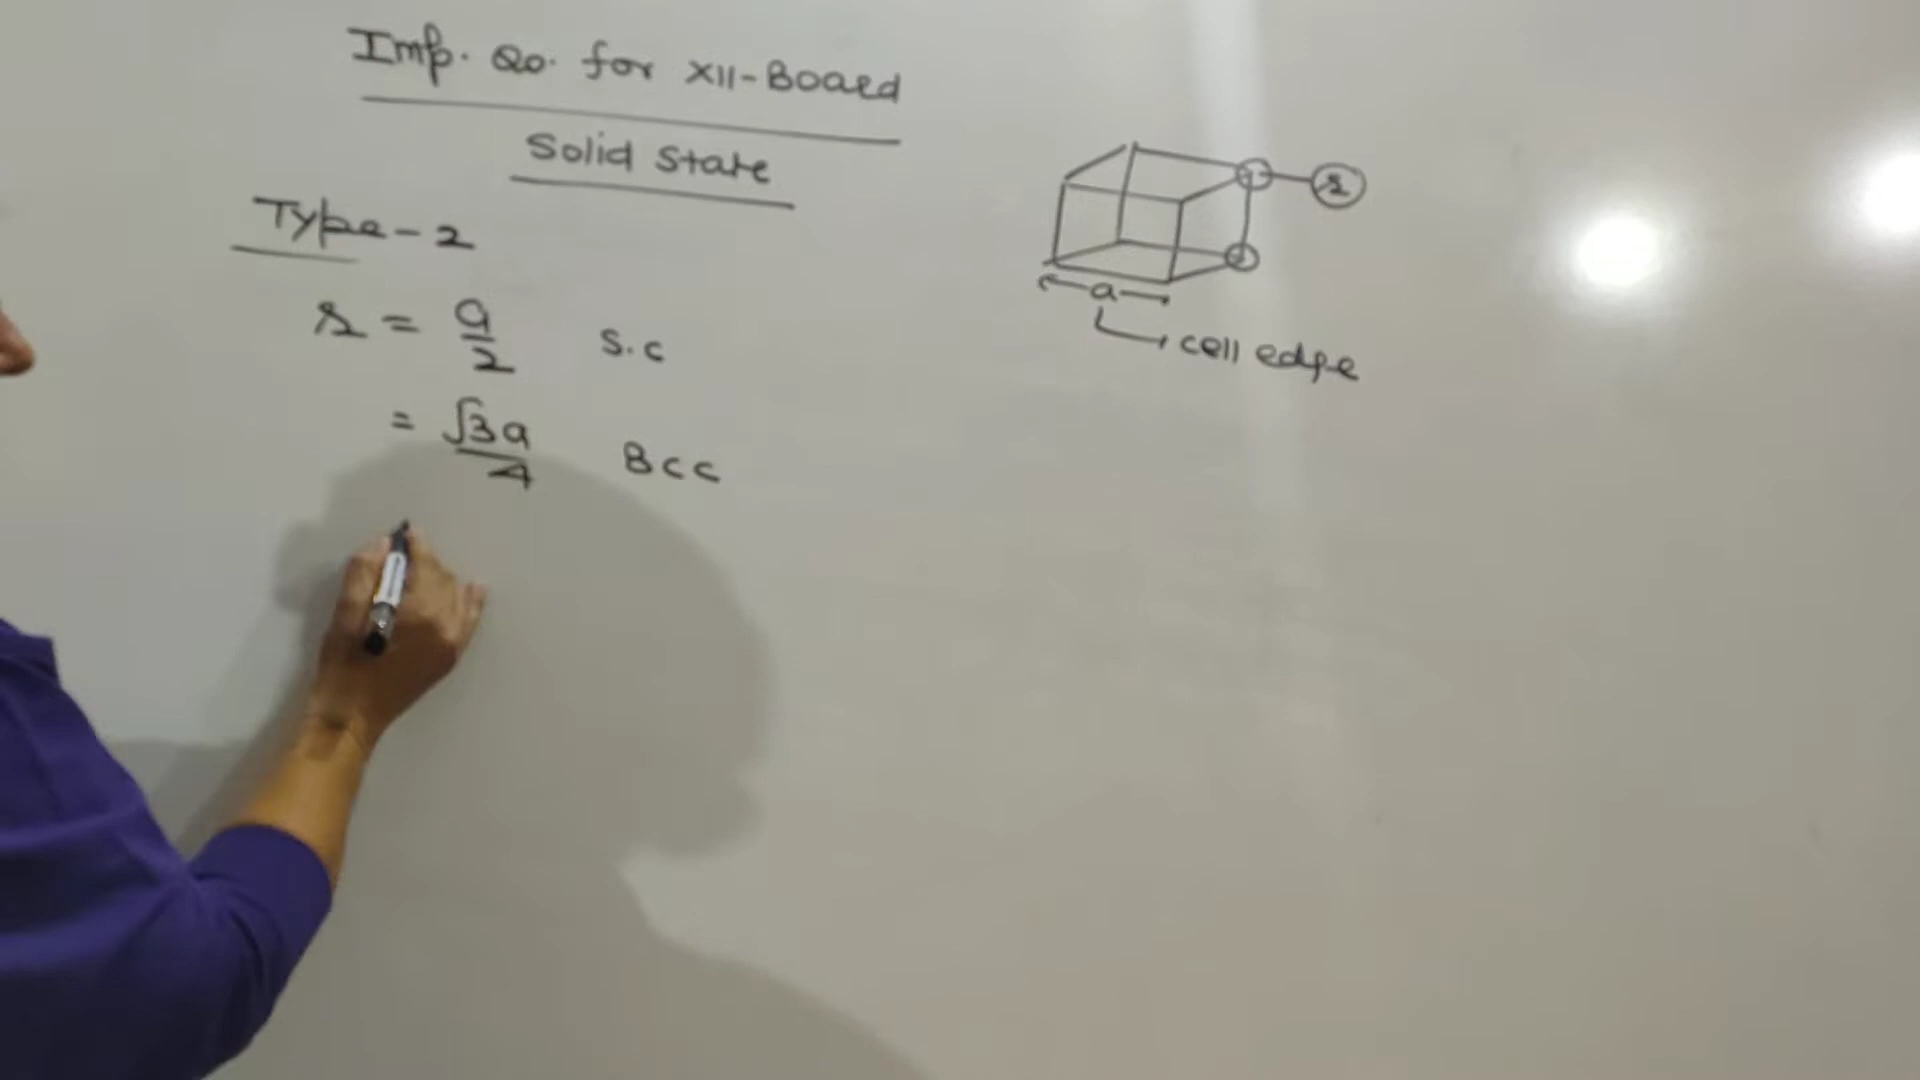 Imp. Qo. for XII-Board
Solid State
Type-2
r = a/2 S.C
= √3a/4 BCC
r
a
cell edge